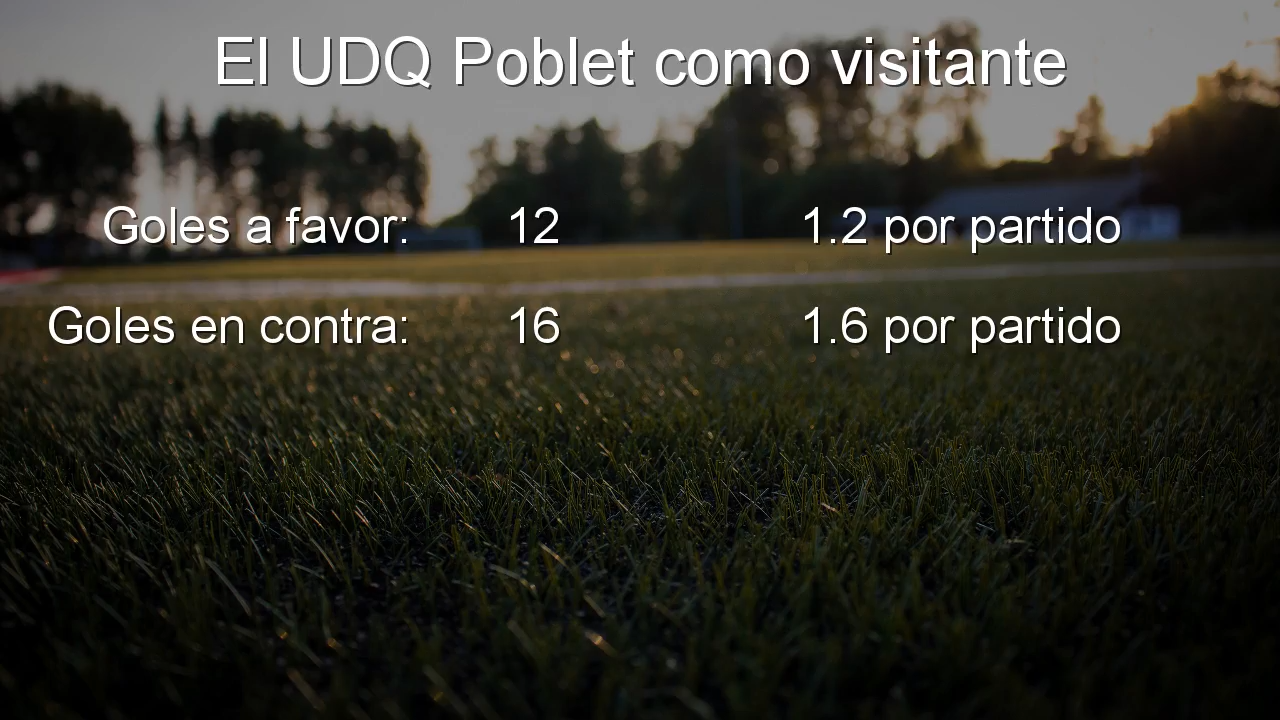 El UDQ Poblet como visitante
Goles a favor: 12 1.2 por partido
Goles en contra: 16 1.6 por partido